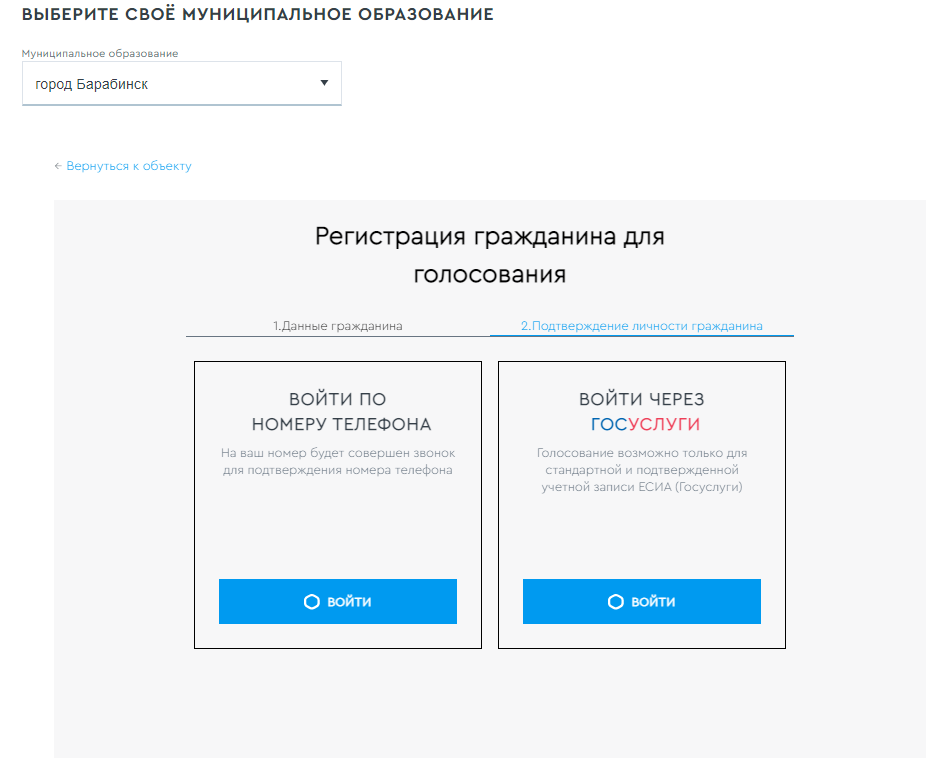 ВЫБЕРИТЕ СВОЁ МУНИЦИПАЛЬНОЕ ОБРАЗОВАНИЕ
Муниципальное образование
город Барабинск
← Вернуться к объекту
Регистрация гражданина для
голосования
1.Данные гражданина
2.Подтверждение личности гражданина
ВОЙТИ ПО
НОМЕРУ ТЕЛЕФОНА
На ваш номер будет совершен звонок
для подтверждения номера телефона
ВОЙТИ
ВОЙТИ ЧЕРЕЗ
ГОСУСЛУГИ
Голосование возможно только для
стандартной и подтвержденной
учетной записи ЕСИА (Госуслуги)
ВОЙТИ